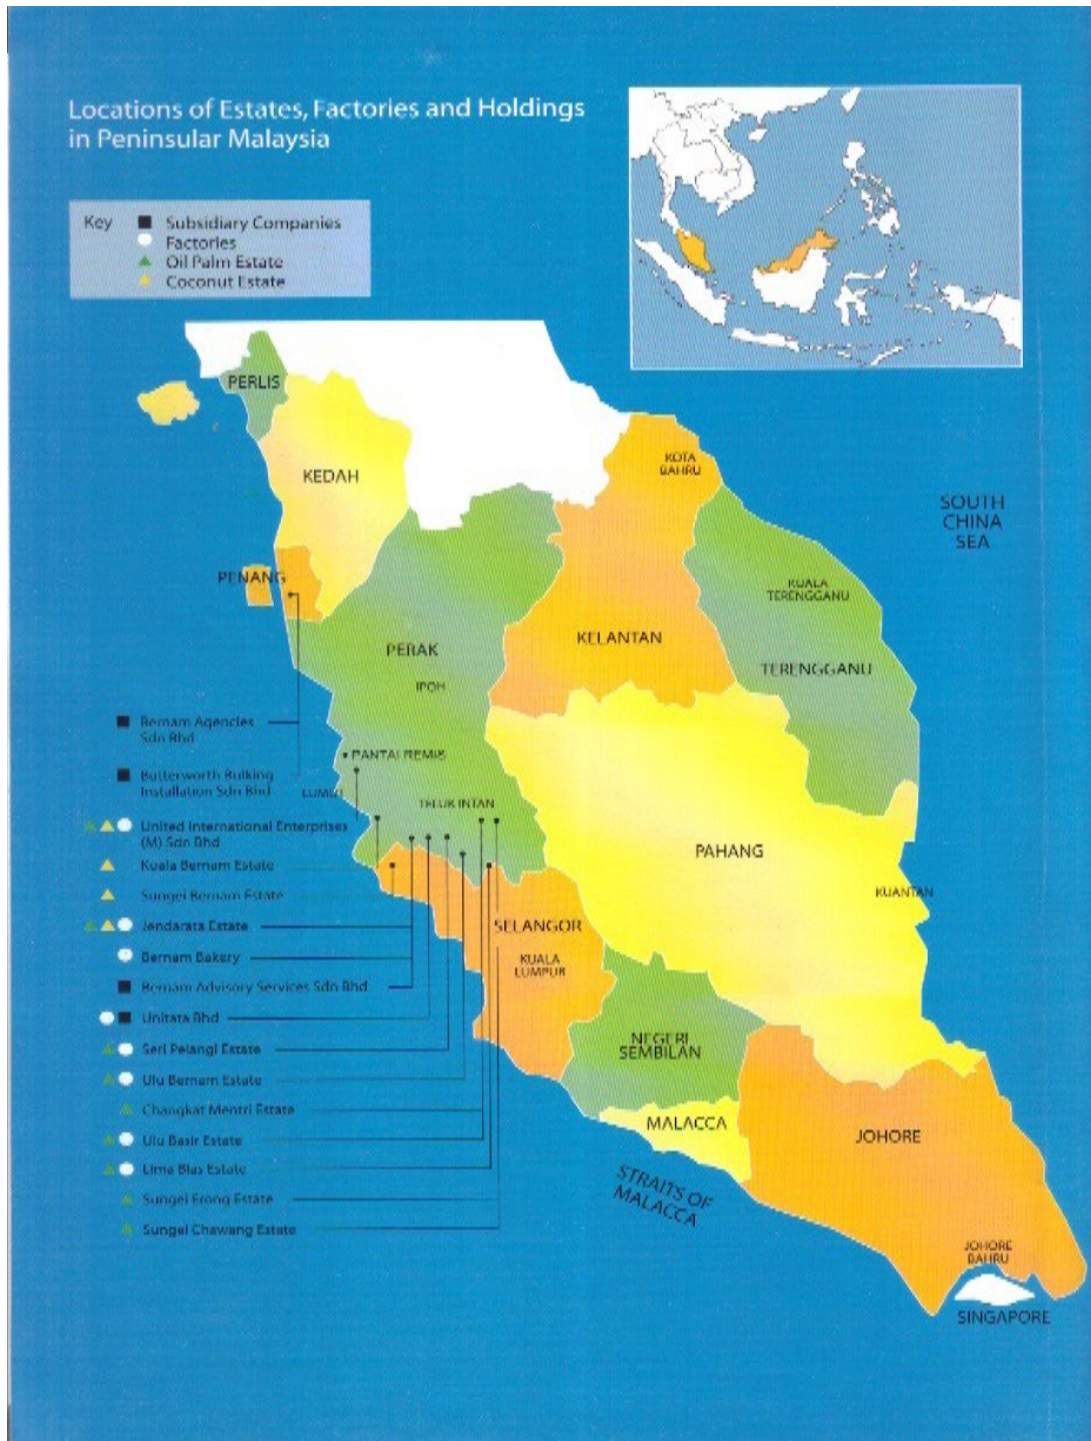 Locations of Estates, Factories and Holdings
in Peninsular Malaysia
Key
Subsidiary Companies
Factories
Oil Palm Estate
Coconut Estate
PERLIS
KEDAH
KOTA
BAHRU
SOUTH
CHINA
SEA
PENANG
KUALA
TERENGGANU
KELANTAN
PERAK
TERENGGANU
IPOH
Bernam Agencies
Sdn Bhd
PANTAI REMIS
Butterworth Bulking
Installation Sdn Bhd
LUMUT
TELUK INTAN
United International Enterprises
(M) Sdn Bhd
PAHANG
Kuala Bernam Estate
Sungei Bernam Estate
KUANTAN
Jendarata Estate
SELANGOR
Bernam Bakery
KUALA
LUMPUR
Bernam Advisory Services Sdn Bhd
Unitata Bhd
NEGERI
SEMBILAN
Seri Pelangi Estate
Ulu Bernam Estate
Changkat Mentri Estate
MALACCA
JOHORE
Ulu Basir Estate
Lima Blas Estate
STRAITS OF
MALACCA
Sungei Erong Estate
Sungei Chawang Estate
JOHORE
BAHRU
SINGAPORE